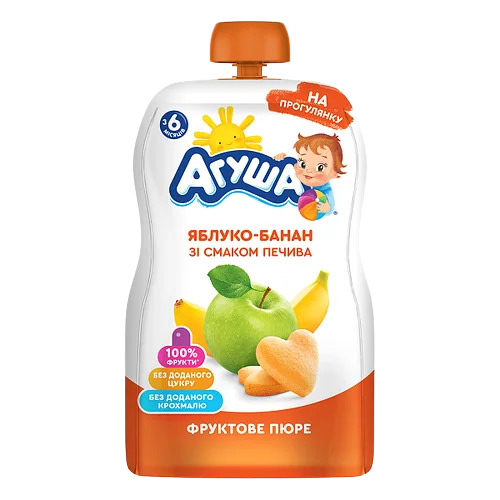 НА
ПРОГУЛЯНКУ
З 6
МІСЯЦІВ
Агуша
ЯБЛУКО-БАНАН
ЗІ СМАКОМ ПЕЧИВА
100%
ФРУКТИ*
БЕЗ ДОДАНОГО
ЦУКРУ
БЕЗ ДОДАНОГО
КРОХМАЛЮ
ФРУКТОВЕ ПЮРЕ